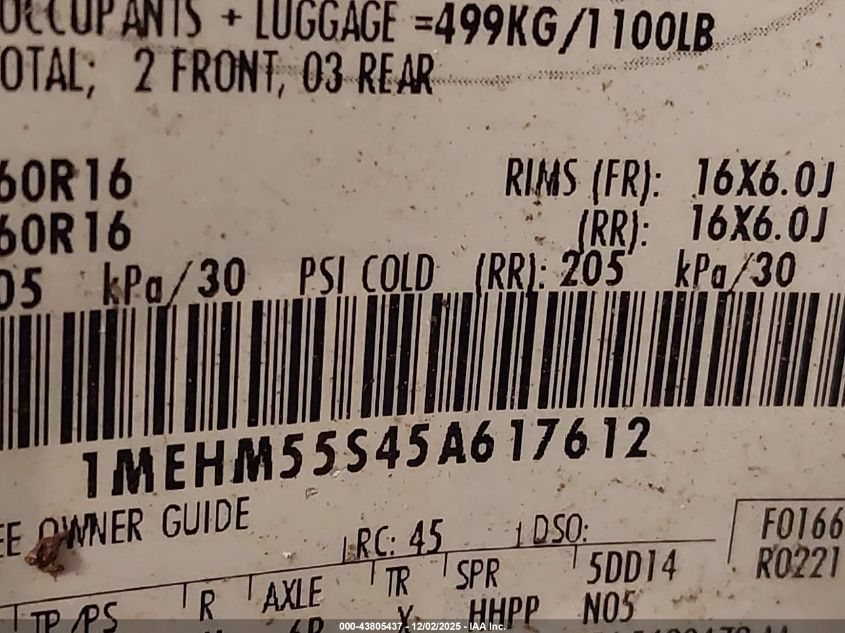 OCCUPANTS + LUGGAGE =499KG/1100LB
OTAL; 2 FRONT, 03 REAR
60R16 RIMS (FR): 16X6.0J
60R16 (RR): 16X6.0J
05 kPa/30 PSI COLD (RR): 205 kPa/30
1MEHM55S45A617612
EE OWNER GUIDE
RC: 45 DSO: F0166
R0221
TP/PS R AXLE TR SPR 5DD14
HHPP N05
000-43805437 - 12/02/2025 - IAA Inc.